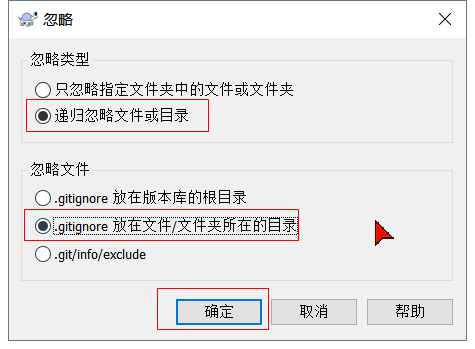 忽略
忽略类型
只忽略指定文件夹中的文件或文件夹
递归忽略文件或目录
忽略文件
.gitignore 放在版本库的根目录
.gitignore 放在文件/文件夹所在的目录
.git/info/exclude
确定 取消 帮助